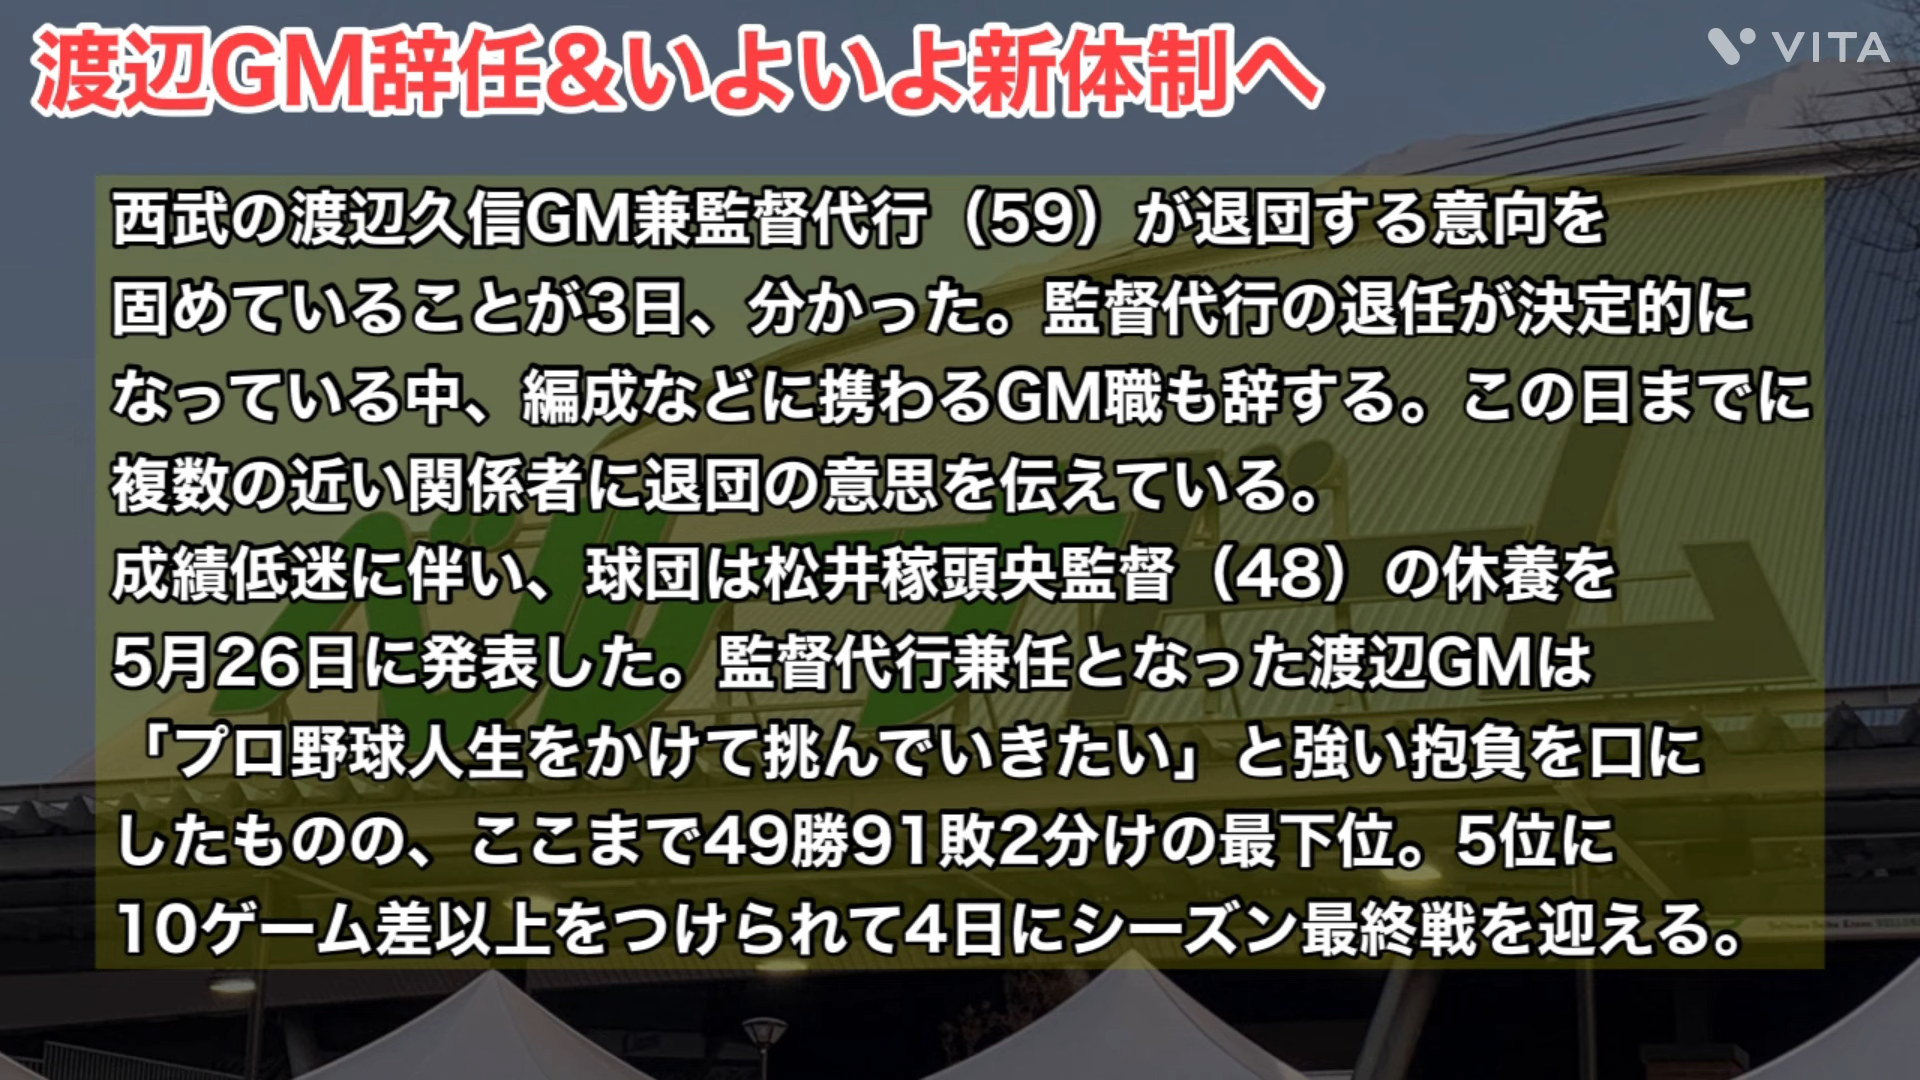 渡辺GM辞任&いよいよ新体制へ
VITA
西武の渡辺久信GM兼監督代行（59）が退団する意向を
固めていることが3日、分かった。監督代行の退任が決定的に
なっている中、編成などに携わるGM職も辞する。この日までに
複数の近い関係者に退団の意思を伝えている。
成績低迷に伴い、球団は松井稼頭央監督（48）の休養を
5月26日に発表した。監督代行兼任となった渡辺GMは
「プロ野球人生をかけて挑んでいきたい」と強い抱負を口に
したものの、ここまで49勝91敗2分けの最下位。5位に
10ゲーム差以上をつけられて4日にシーズン最終戦を迎える。
ベルーナドーム